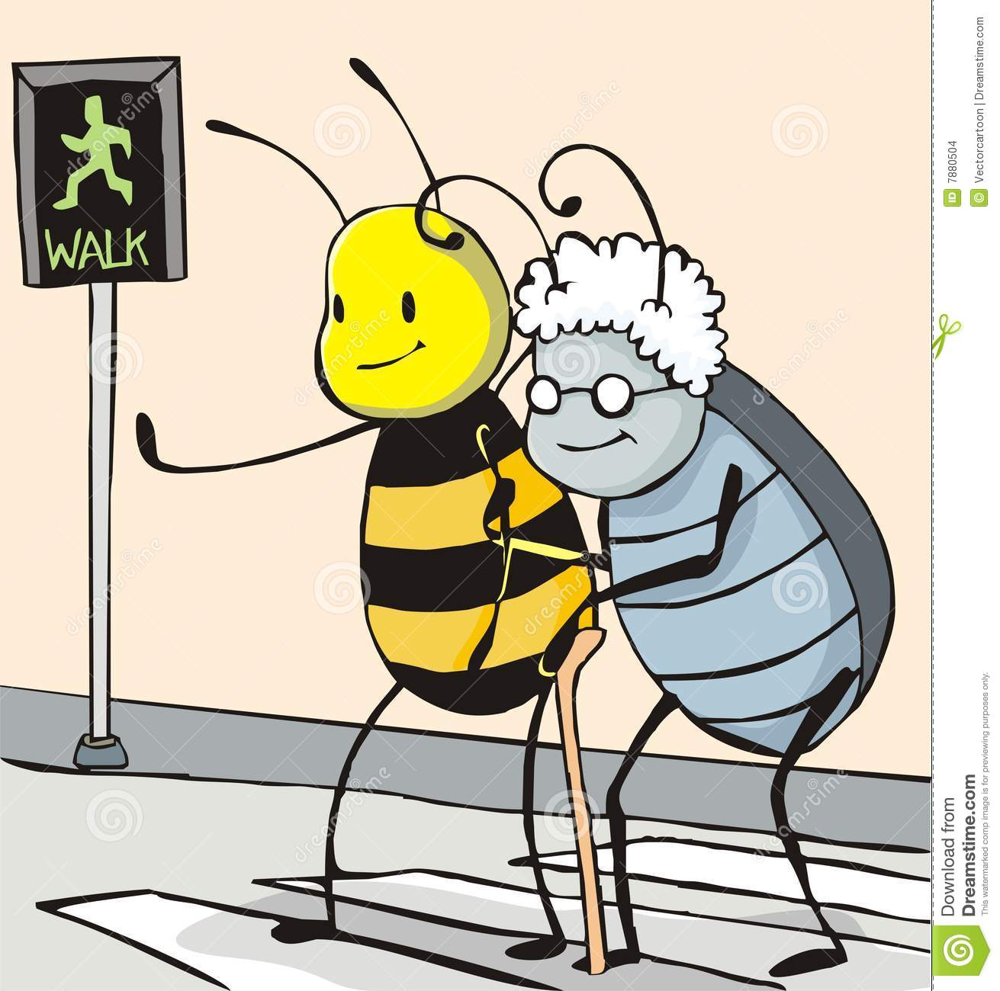 WALK
7880504
Vectorcartoon | Dreamstime.com
ID
©
dreamstime
Download from
Dreamstime.com
This watermarked comp image is for previewing purposes only.